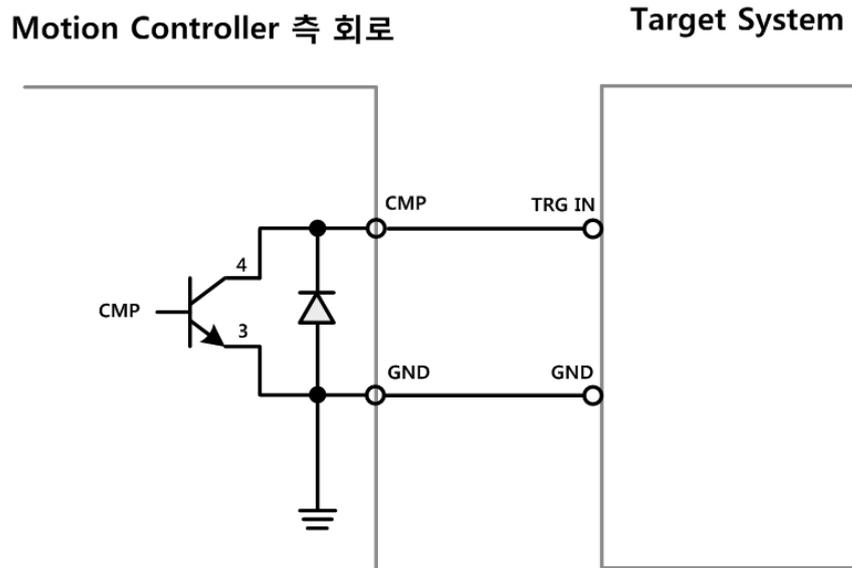 Motion Controller 측 회로
Target System
CMP
TRG IN
4
CMP
3
GND
GND